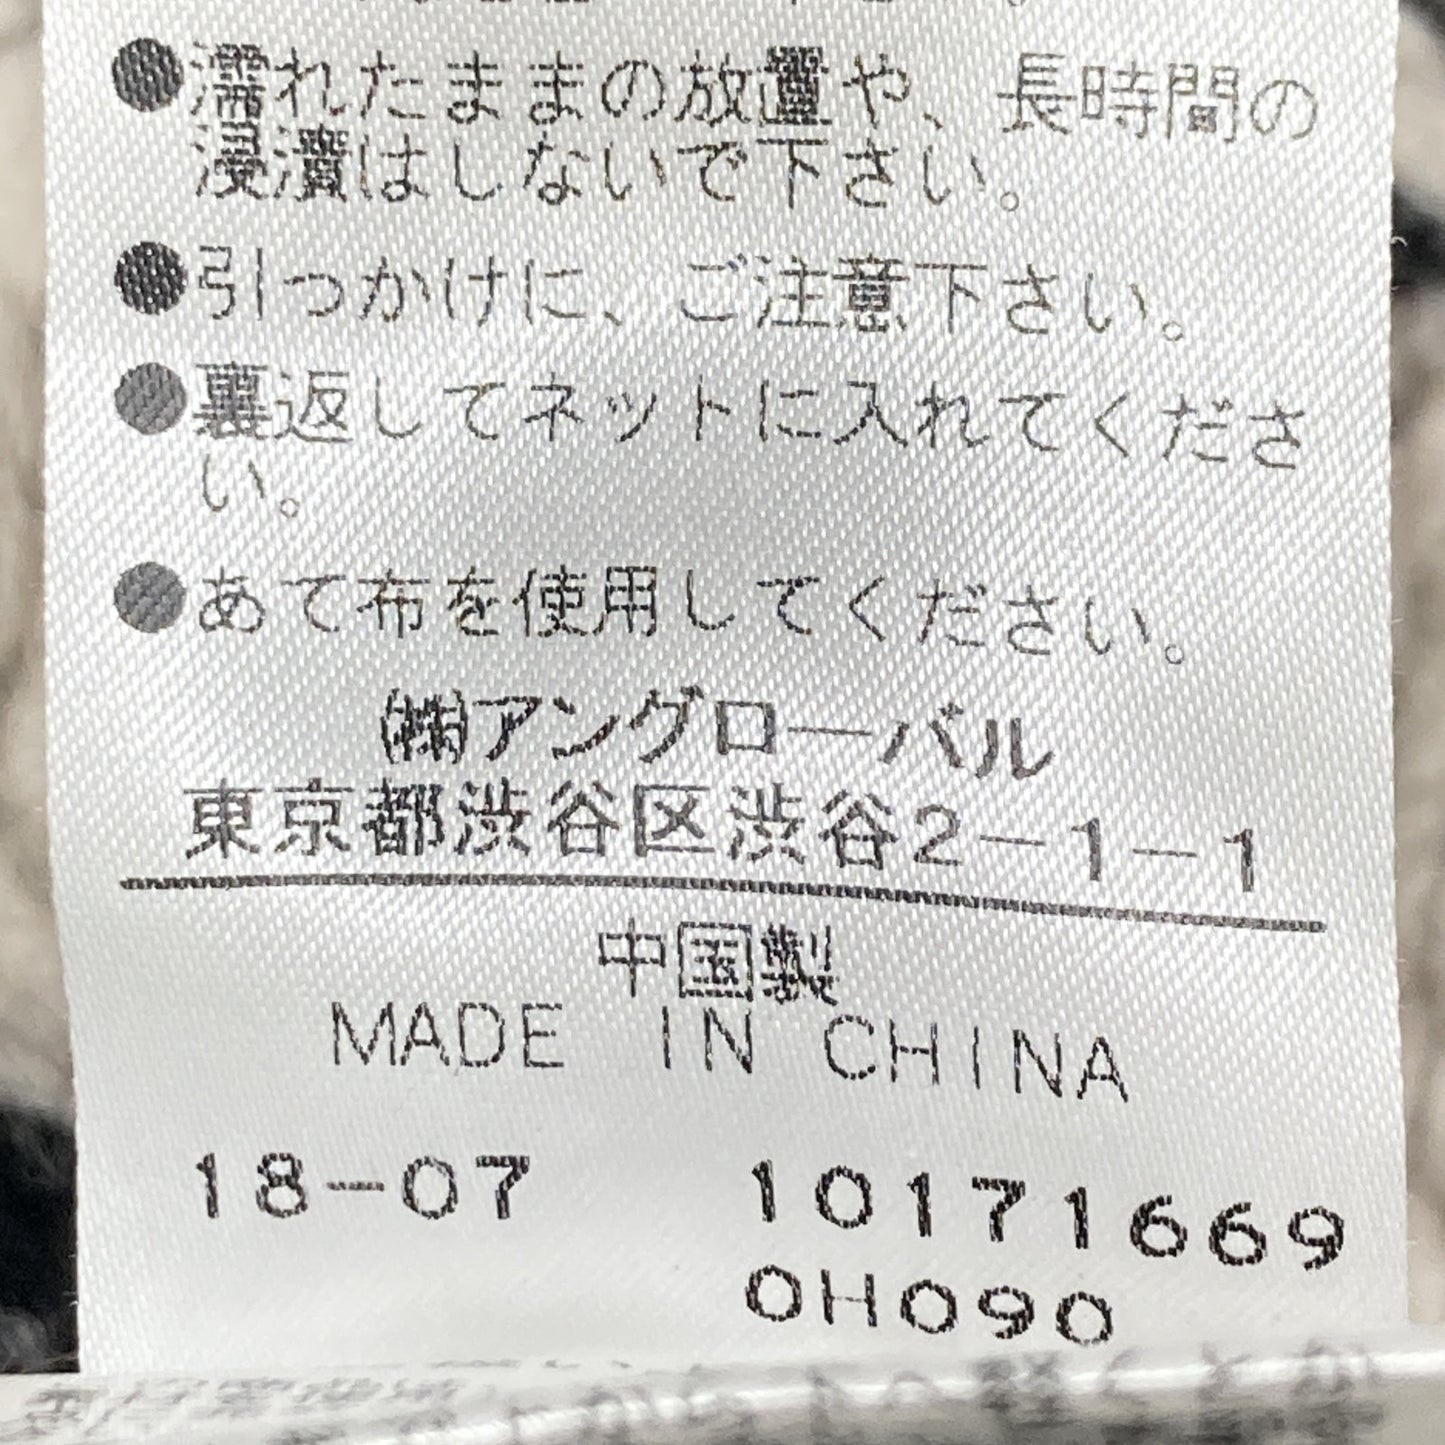 ●濡れたままの放置や、長時間の
浸漬はしないで下さい。
●引っかけに、ご注意下さい。
●裏返してネットに入れてくださ
い。
●あて布を使用してください。
㈱アングローバル
東京都渋谷区渋谷2-1-1
中国製
MADE IN CHINA
18-07 10171669
0H090